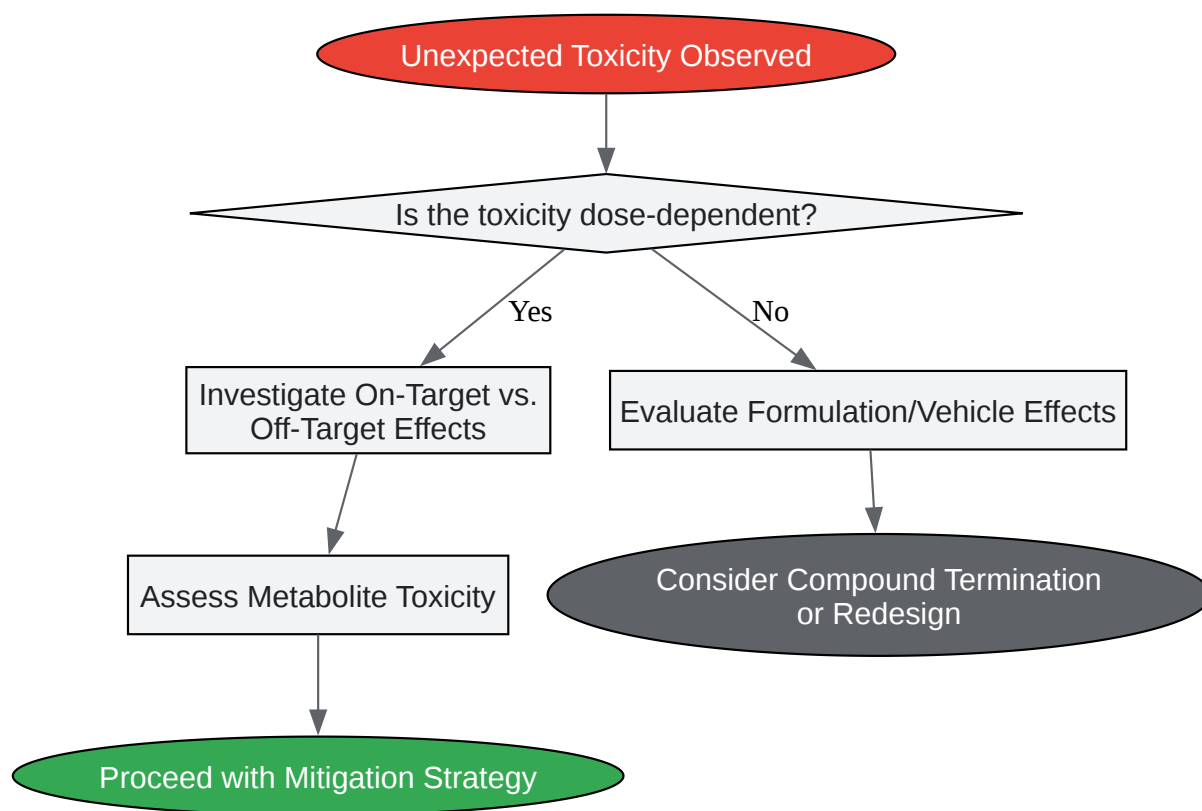 Unexpected Toxicity Observed
Is the toxicity dose-dependent?
Yes
No
Investigate On-Target vs.
Off-Target Effects
Evaluate Formulation/Vehicle Effects
Assess Metabolite Toxicity
Consider Compound Termination
or Redesign
Proceed with Mitigation Strategy